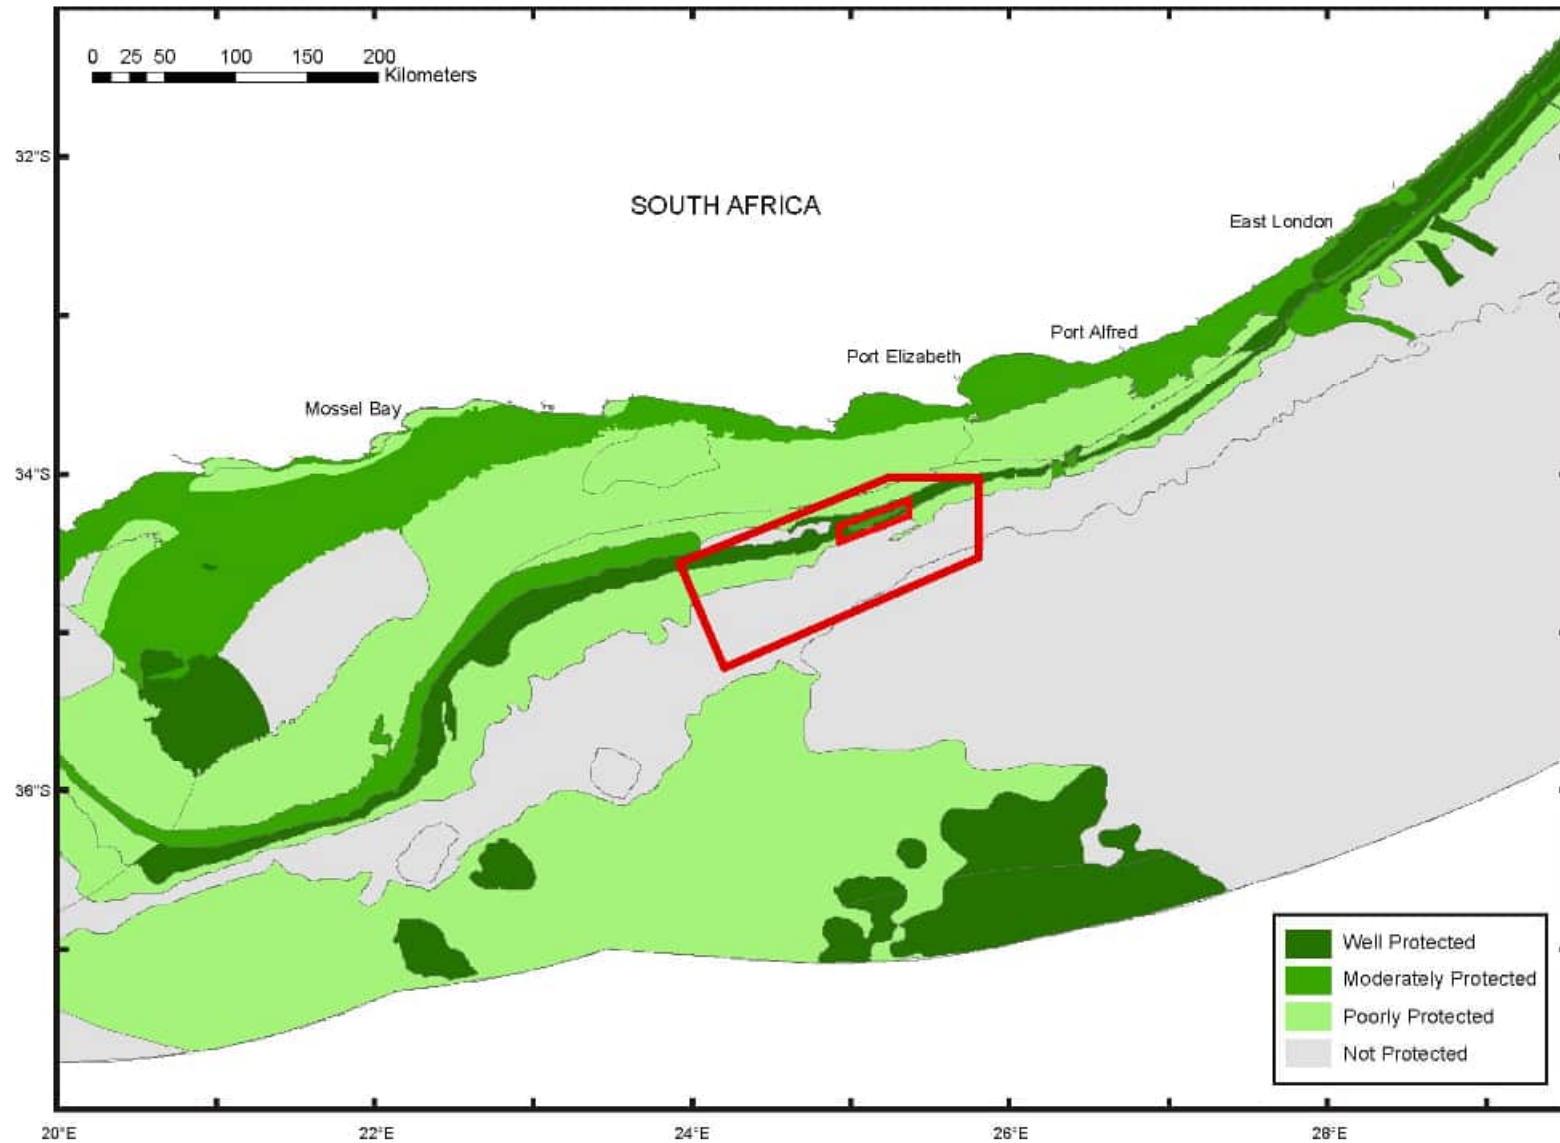 0 25 50 100 150 200
Kilometers
32°S
SOUTH AFRICA
East London
Port Alfred
Port Elizabeth
Mossel Bay
34°S
36°S
Well Protected
Moderately Protected
Poorly Protected
Not Protected
20°E 22°E 24°E 26°E 28°E